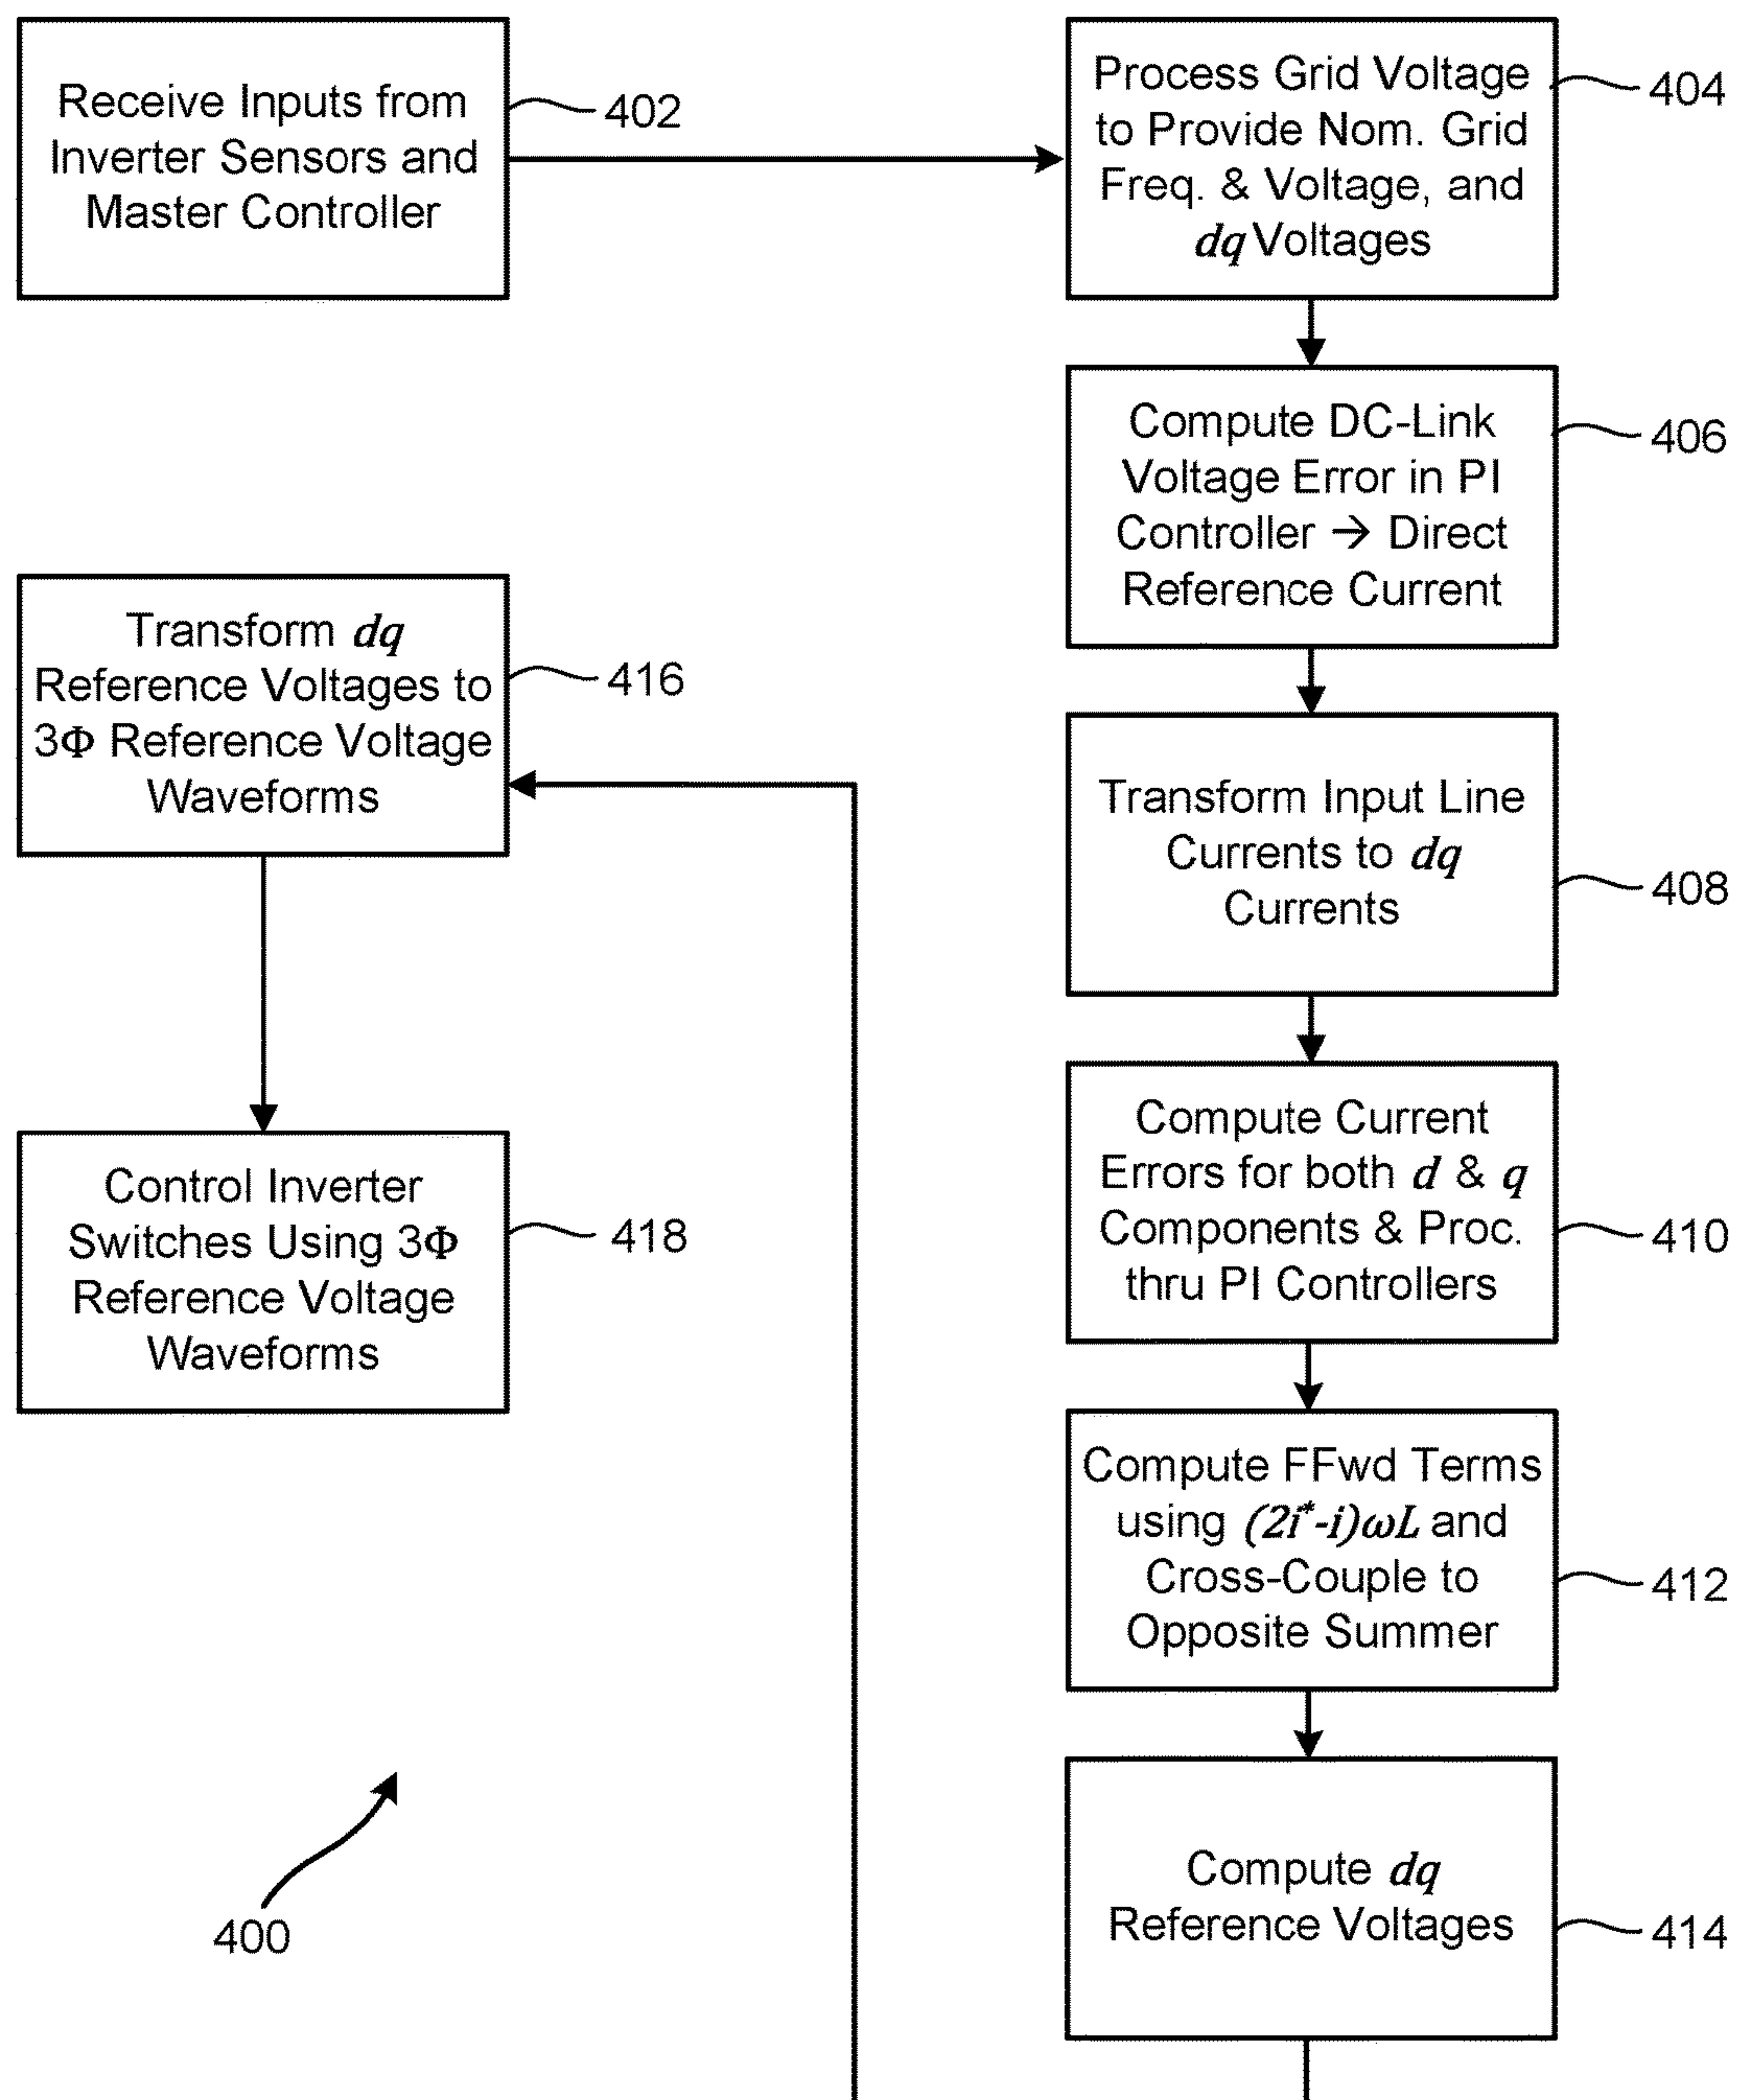 Receive Inputs from
Inverter Sensors and
Master Controller
402
Process Grid Voltage
to Provide Nom. Grid
Freq. & Voltage, and
dq Voltages
404
Compute DC-Link
Voltage Error in PI
Controller → Direct
Reference Current
406
Transform Input Line
Currents to dq
Currents
408
Compute Current
Errors for both d & q
Components & Proc.
thru PI Controllers
410
Compute FFwd Terms
using (2i*-i)ωL and
Cross-Couple to
Opposite Summer
412
Compute dq
Reference Voltages
414
Transform dq
Reference Voltages to
3Φ Reference Voltage
Waveforms
416
Control Inverter
Switches Using 3Φ
Reference Voltage
Waveforms
418
400